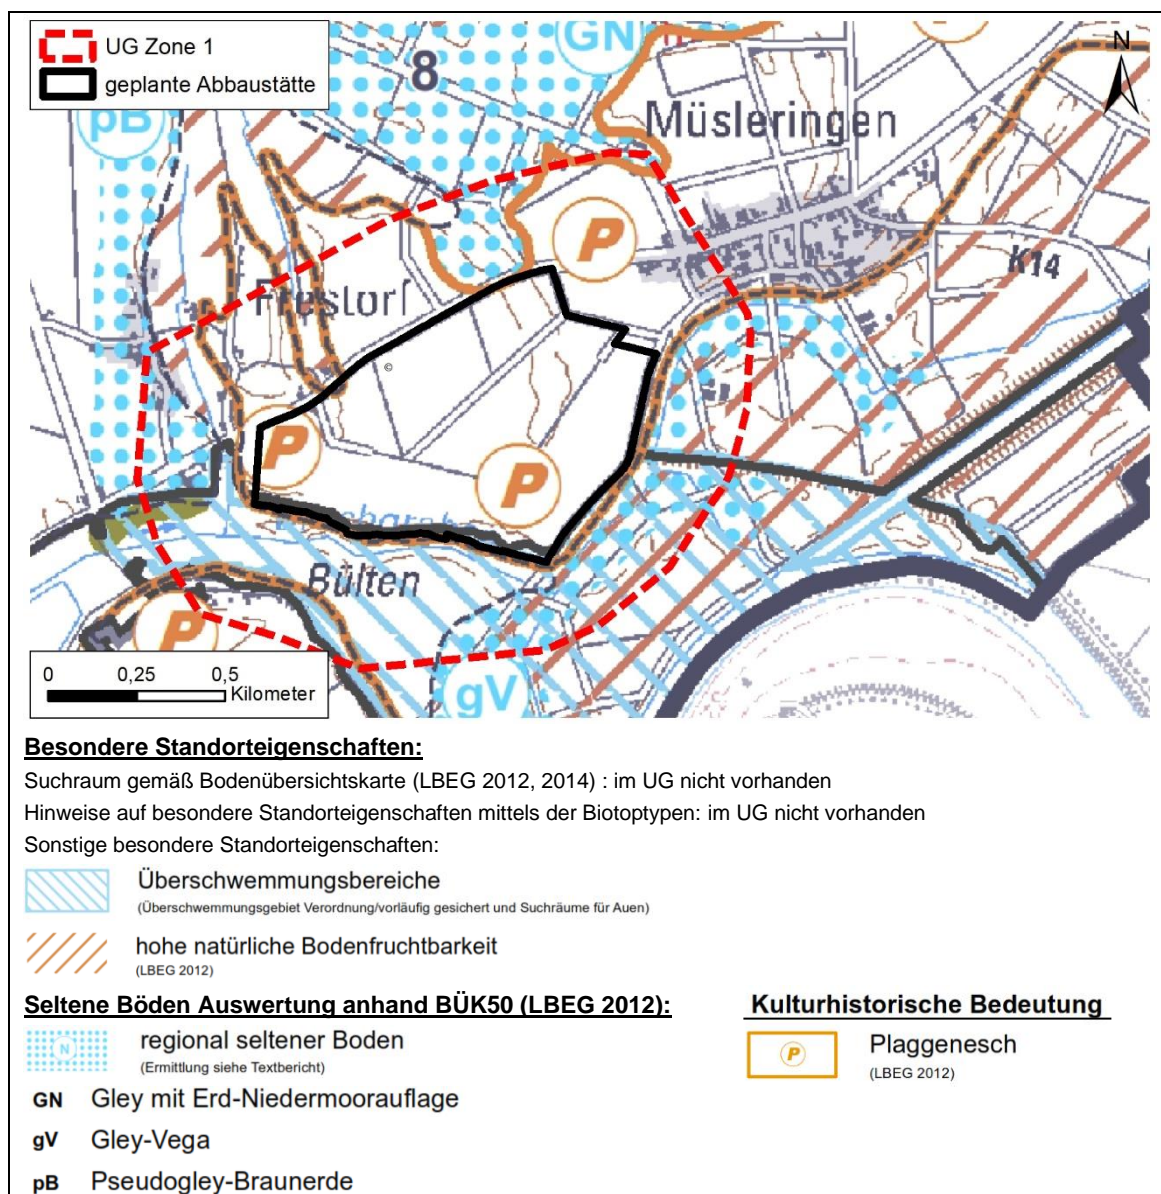 UG Zone 1
geplante Abbaustätte
GN
N
8
pB
Müsleringen
P
K14
Frestorf
P
P
Bülten
P
gV
0 0,25 0,5
Kilometer
©
Besondere Standorteigenschaften:
Suchraum gemäß Bodenübersichtskarte (LBEG 2012, 2014) : im UG nicht vorhanden
Hinweise auf besondere Standorteigenschaften mittels der Biotoptypen: im UG nicht vorhanden
Sonstige besondere Standorteigenschaften:
Überschwemmungsbereiche
(Überschwemmungsgebiet Verordnung/vorläufig gesichert und Suchräume für Auen)
hohe natürliche Bodenfruchtbarkeit
(LBEG 2012)
Seltene Böden Auswertung anhand BÜK50 (LBEG 2012):
N
regional seltener Boden
(Ermittlung siehe Textbericht)
GN Gley mit Erd-Niedermoorauflage
gV Gley-Vega
pB Pseudogley-Braunerde
Kulturhistorische Bedeutung
P
Plaggenesch
(LBEG 2012)